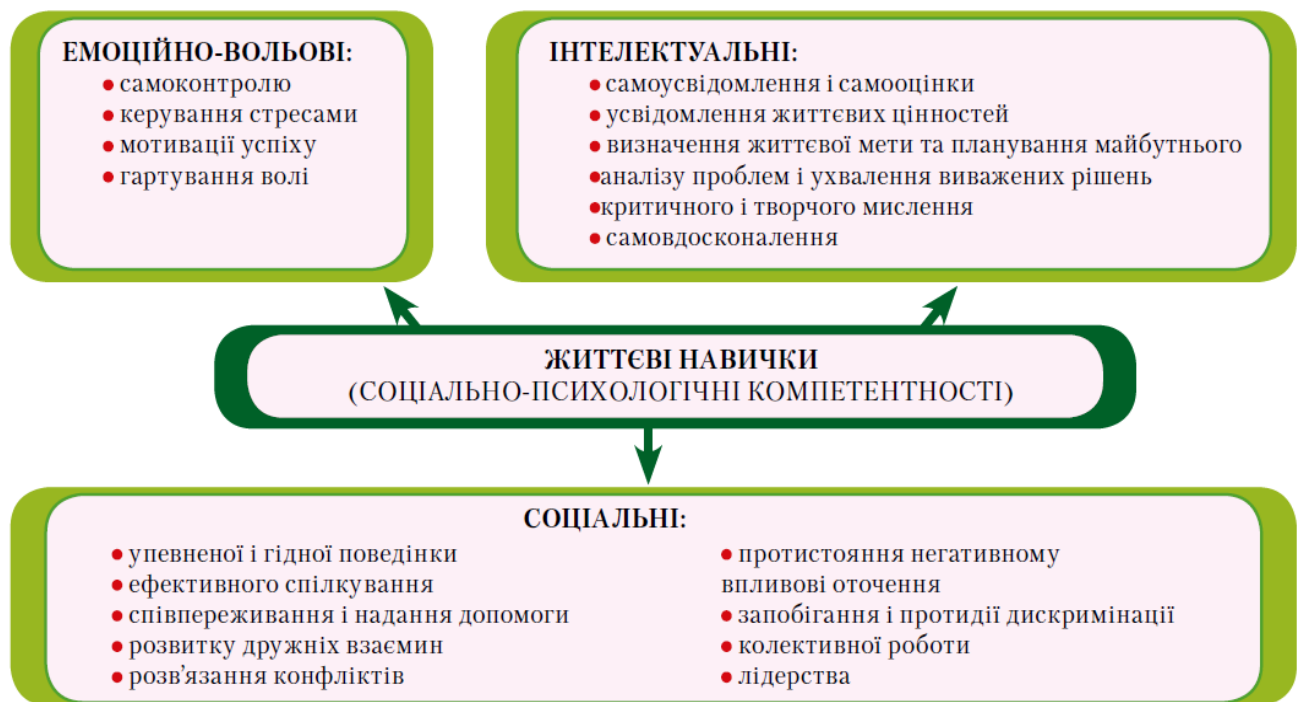 ЕМОЦІЙНО-ВОЛЬОВІ:
• самоконтролю
• керування стресами
• мотивації успіху
• гартування волі
ІНТЕЛЕКТУАЛЬНІ:
• самоусвідомлення і самооцінки
• усвідомлення життєвих цінностей
• визначення життєвої мети та планування майбутнього
•аналізу проблем і ухвалення виважених рішень
•критичного і творчого мислення
• самовдосконалення
ЖИТТЄВІ НАВИЧКИ
(СОЦІАЛЬНО-ПСИХОЛОГІЧНІ КОМПЕТЕНТНОСТІ)
СОЦІАЛЬНІ:
• упевненої і гідної поведінки
• ефективного спілкування
• співпереживання і надання допомоги
• розвитку дружніх взаємин
• розв’язання конфліктів
• протистояння негативному
впливові оточення
• запобігання і протидії дискримінації
• колективної роботи
• лідерства